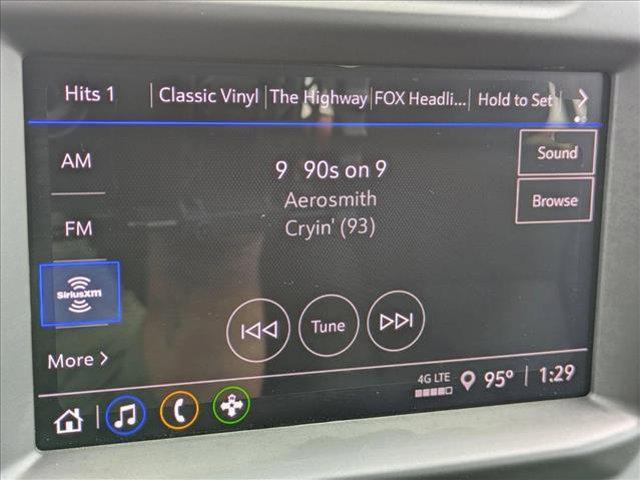 Hits 1 Classic Vinyl The Highway FOX Headli... Hold to Set
AM
9 90s on 9
Sound
Aerosmith
Browse
Cryin' (93)
FM
SiriusXM
Tune
More
4G LTE 95° 1:29